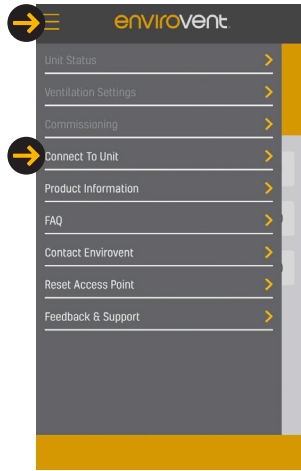 envirovent
Unit Status
Ventilation Settings
Commissioning
Connect To Unit
Product Information
FAQ
Contact Envirovent
Reset Access Point
Feedback & Support